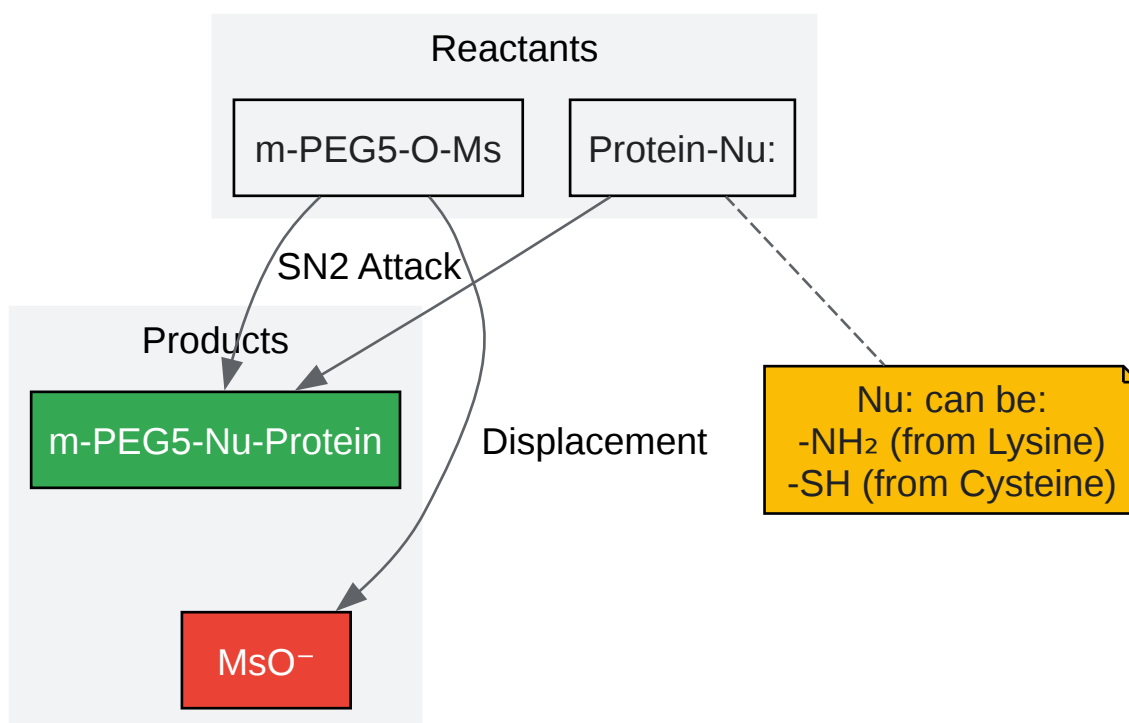 Reactants
m-PEG5-O-Ms
Protein-Nu:
SN2 Attack
Products
m-PEG5-Nu-Protein
Displacement
Nu: can be:
-NH₂ (from Lysine)
-SH (from Cysteine)
MsO⁻